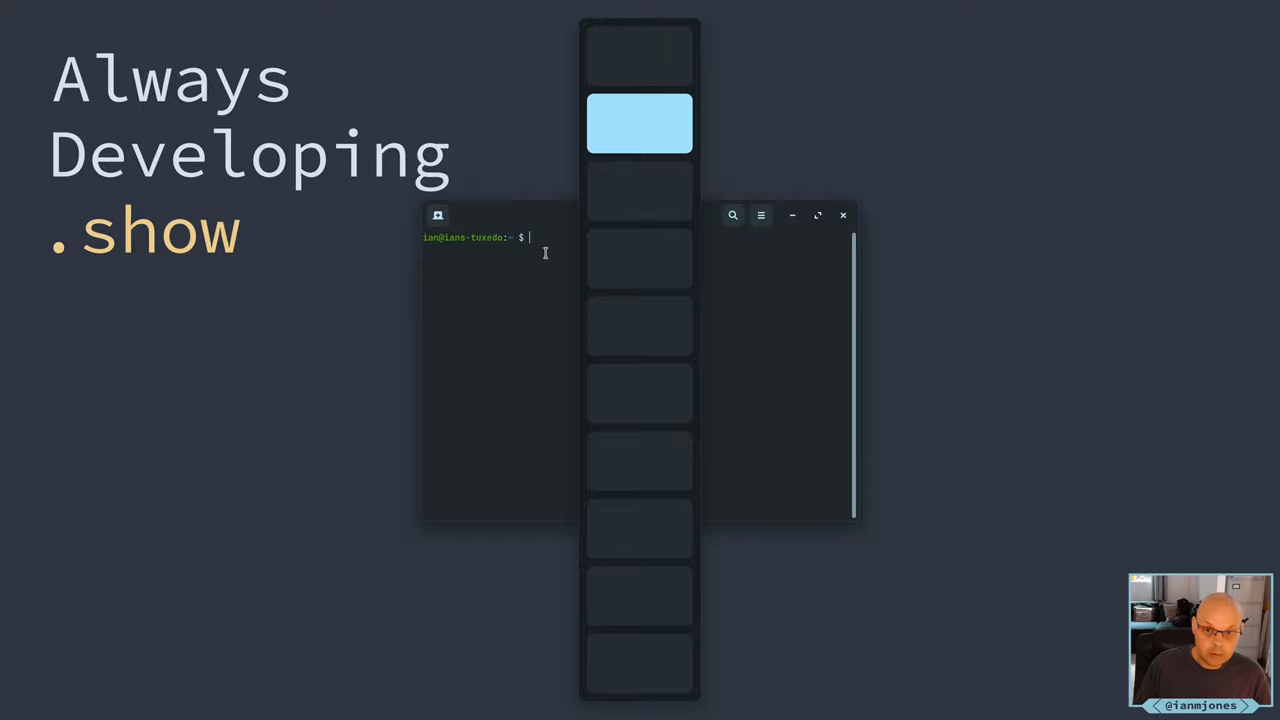 Always
Developing
.show
ian@ians-tuxedo:~ $
@ianmjones